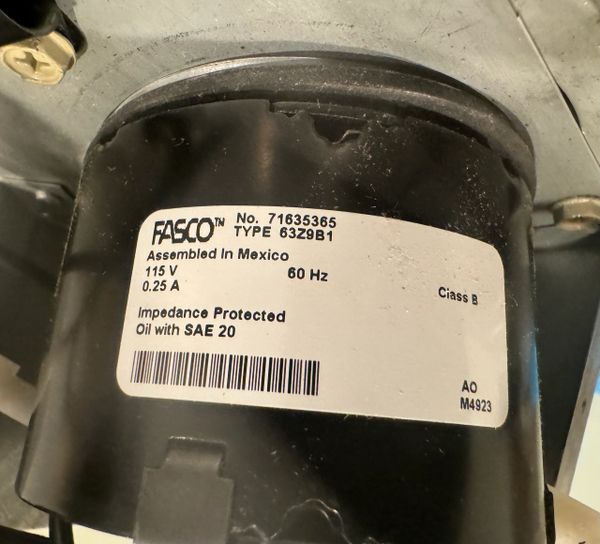 FASCO™ No. 71635365
TYPE 63Z9B1
Assembled In Mexico
115 V 60 Hz
0.25 A
Class B
Impedance Protected
Oil with SAE 20
AO
M4923